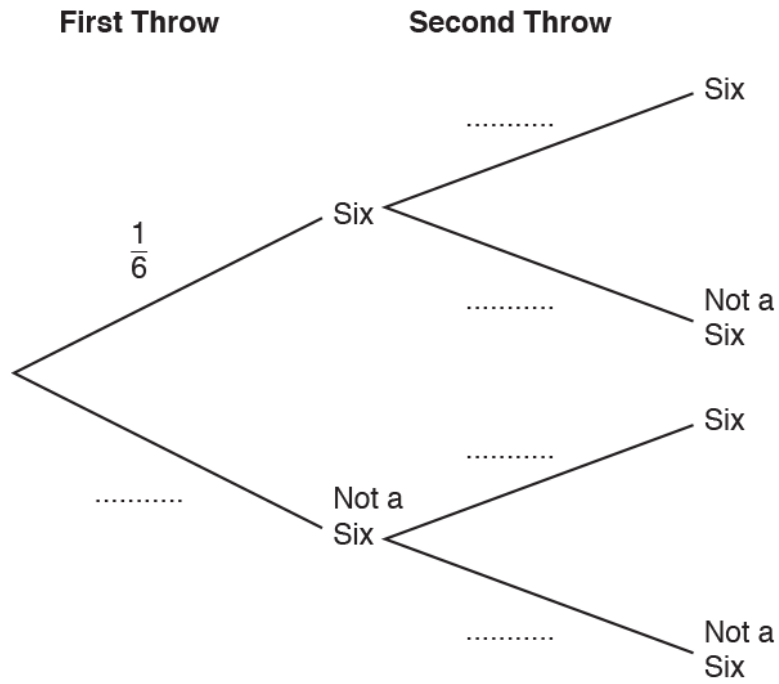 First Throw
Second Throw
Six
...........
Six
1
6
...........
Not a
Six
Six
...........
...........
Not a
Six
...........
Not a
Six